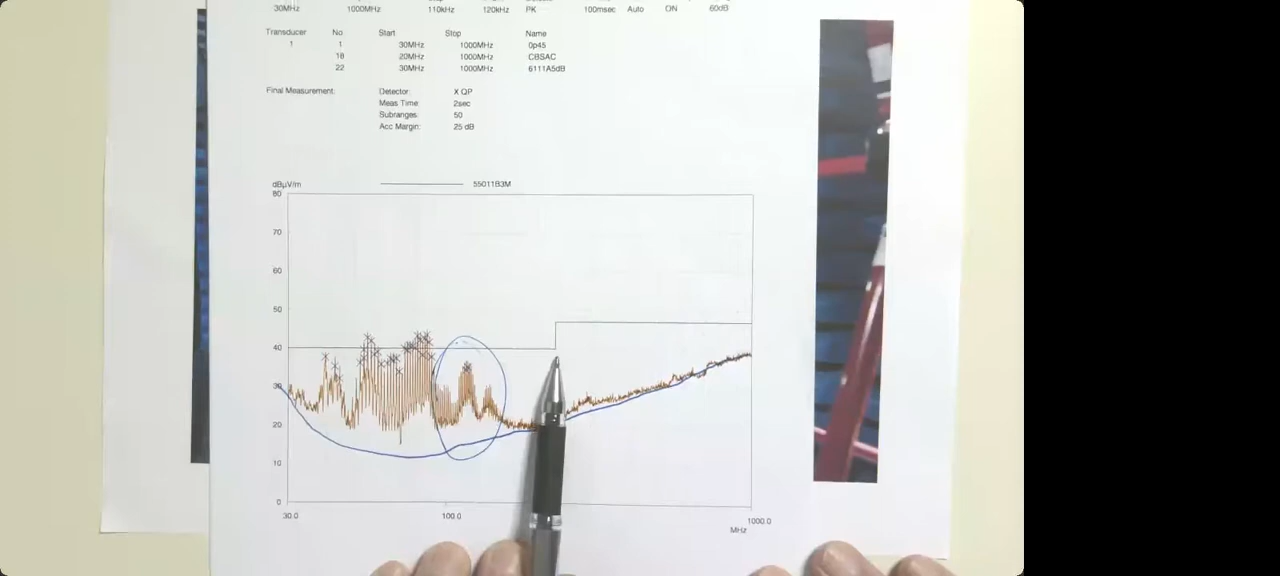 30MHz 1000MHz 110kHz 120kHz PK 100msec Auto ON 60dB
Transducer No Start Stop Name
1 1 30MHz 1000MHz 0p45
18 20MHz 1000MHz CBSAC
22 30MHz 1000MHz 6111A5dB
Final Measurement: Detector: X QP
Meas Time: 2sec
Subranges: 50
Acc Margin: 25 dB
dBµV/m 55011B3M
80
70
60
50
40
30
20
10
0
30.0 100.0 1000.0
MHz